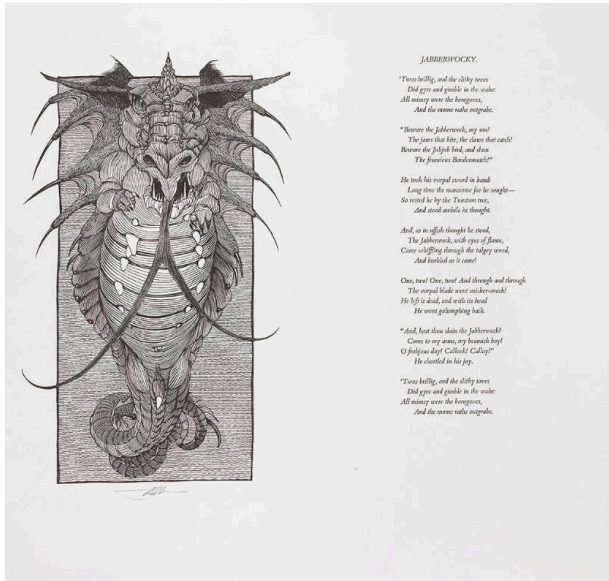 JABBERWOCKY.
'Twas brillig, and the slithy toves
Did gyre and gimble in the wabe:
All mimsy were the borogoves,
And the mome raths outgrabe.
"Beware the Jabberwock, my son!
The jaws that bite, the claws that catch!
Beware the Jubjub bird, and shun
The frumious Bandersnatch!"
He took his vorpal sword in hand:
Long time the manxome foe he sought—
So rested he by the Tumtum tree,
And stood awhile in thought.
And, as in uffish thought he stood,
The Jabberwock, with eyes of flame,
Came whiffling through the tulgey wood,
And burbled as it came!
One, two! One, two! And through and through
The vorpal blade went snicker-snack!
He left it dead, and with its head
He went galumphing back.
"And, hast thou slain the Jabberwock?
Come to my arms, my beamish boy!
O frabjous day! Callooh! Callay!"
He chortled in his joy.
'Twas brillig, and the slithy toves
Did gyre and gimble in the wabe:
All mimsy were the borogoves,
And the mome raths outgrabe.